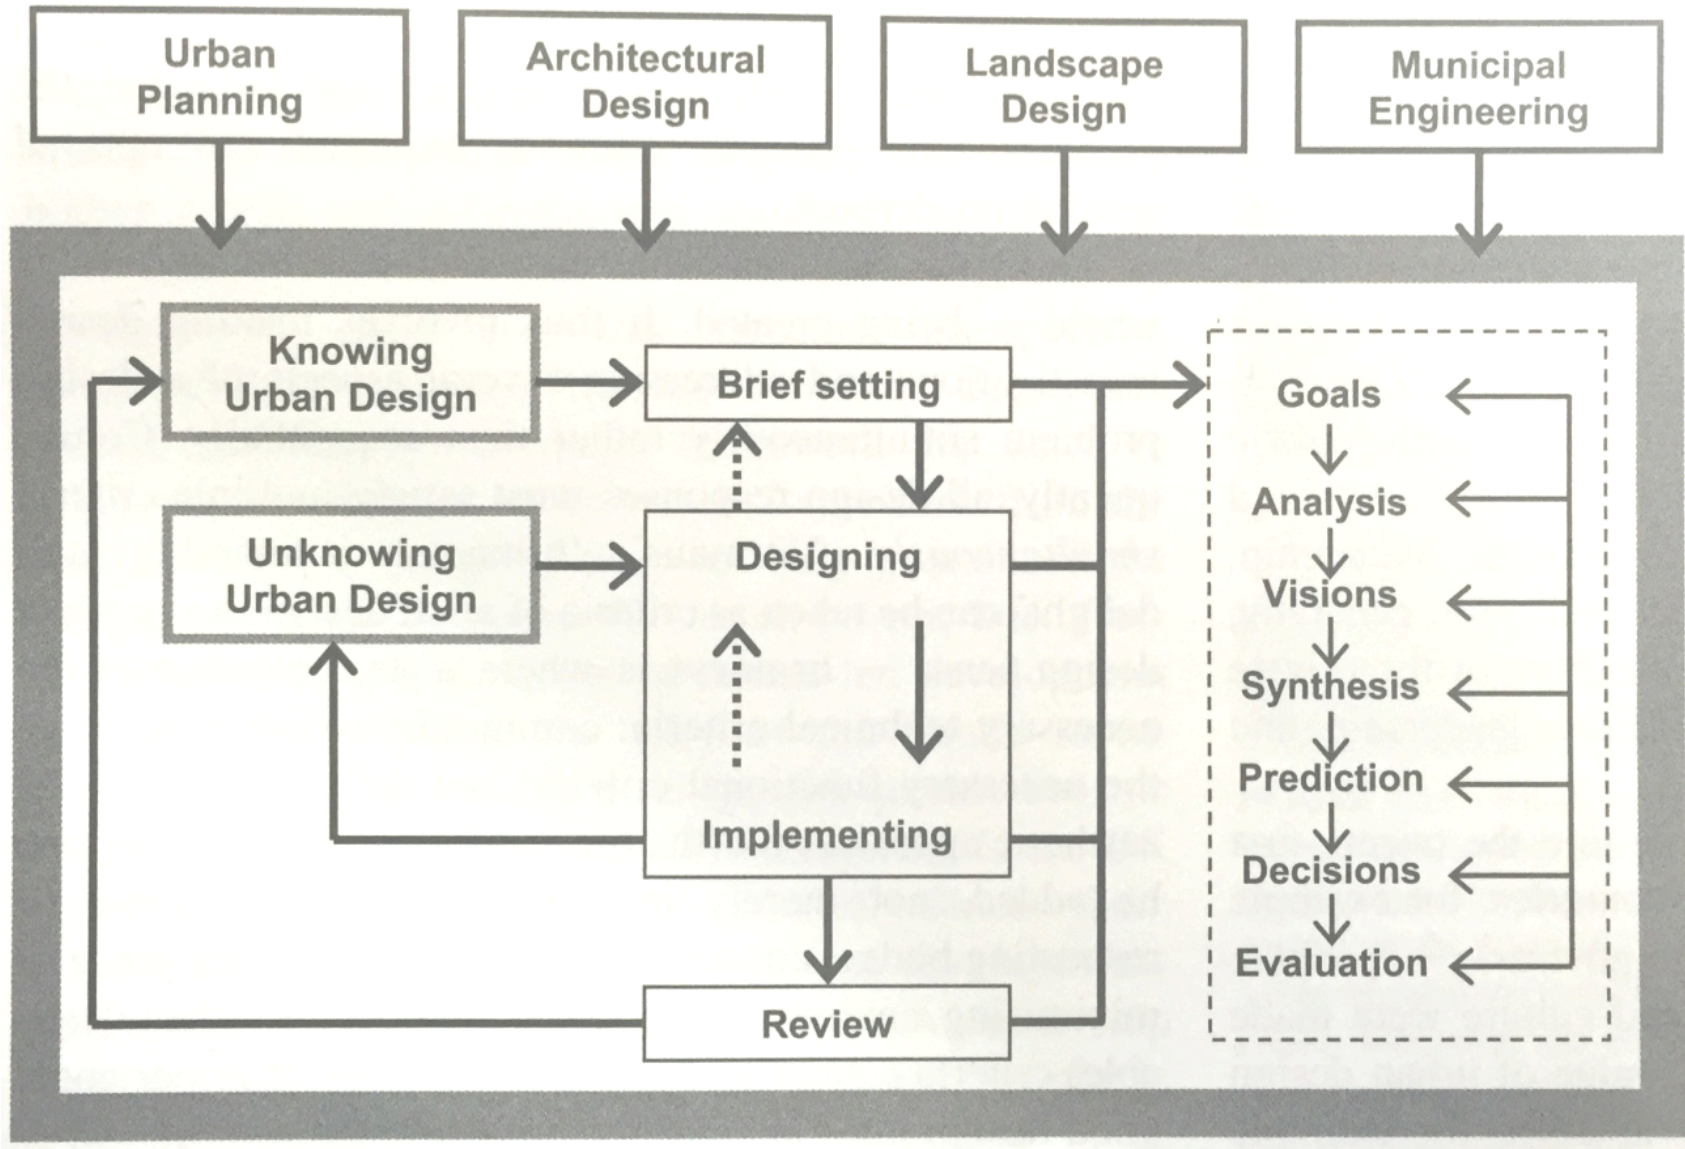 Urban
Planning
Architectural
Design
Landscape
Design
Municipal
Engineering
Knowing
Urban Design
Unknowing
Urban Design
Brief setting
Designing
Implementing
Review
Goals
Analysis
Visions
Synthesis
Prediction
Decisions
Evaluation